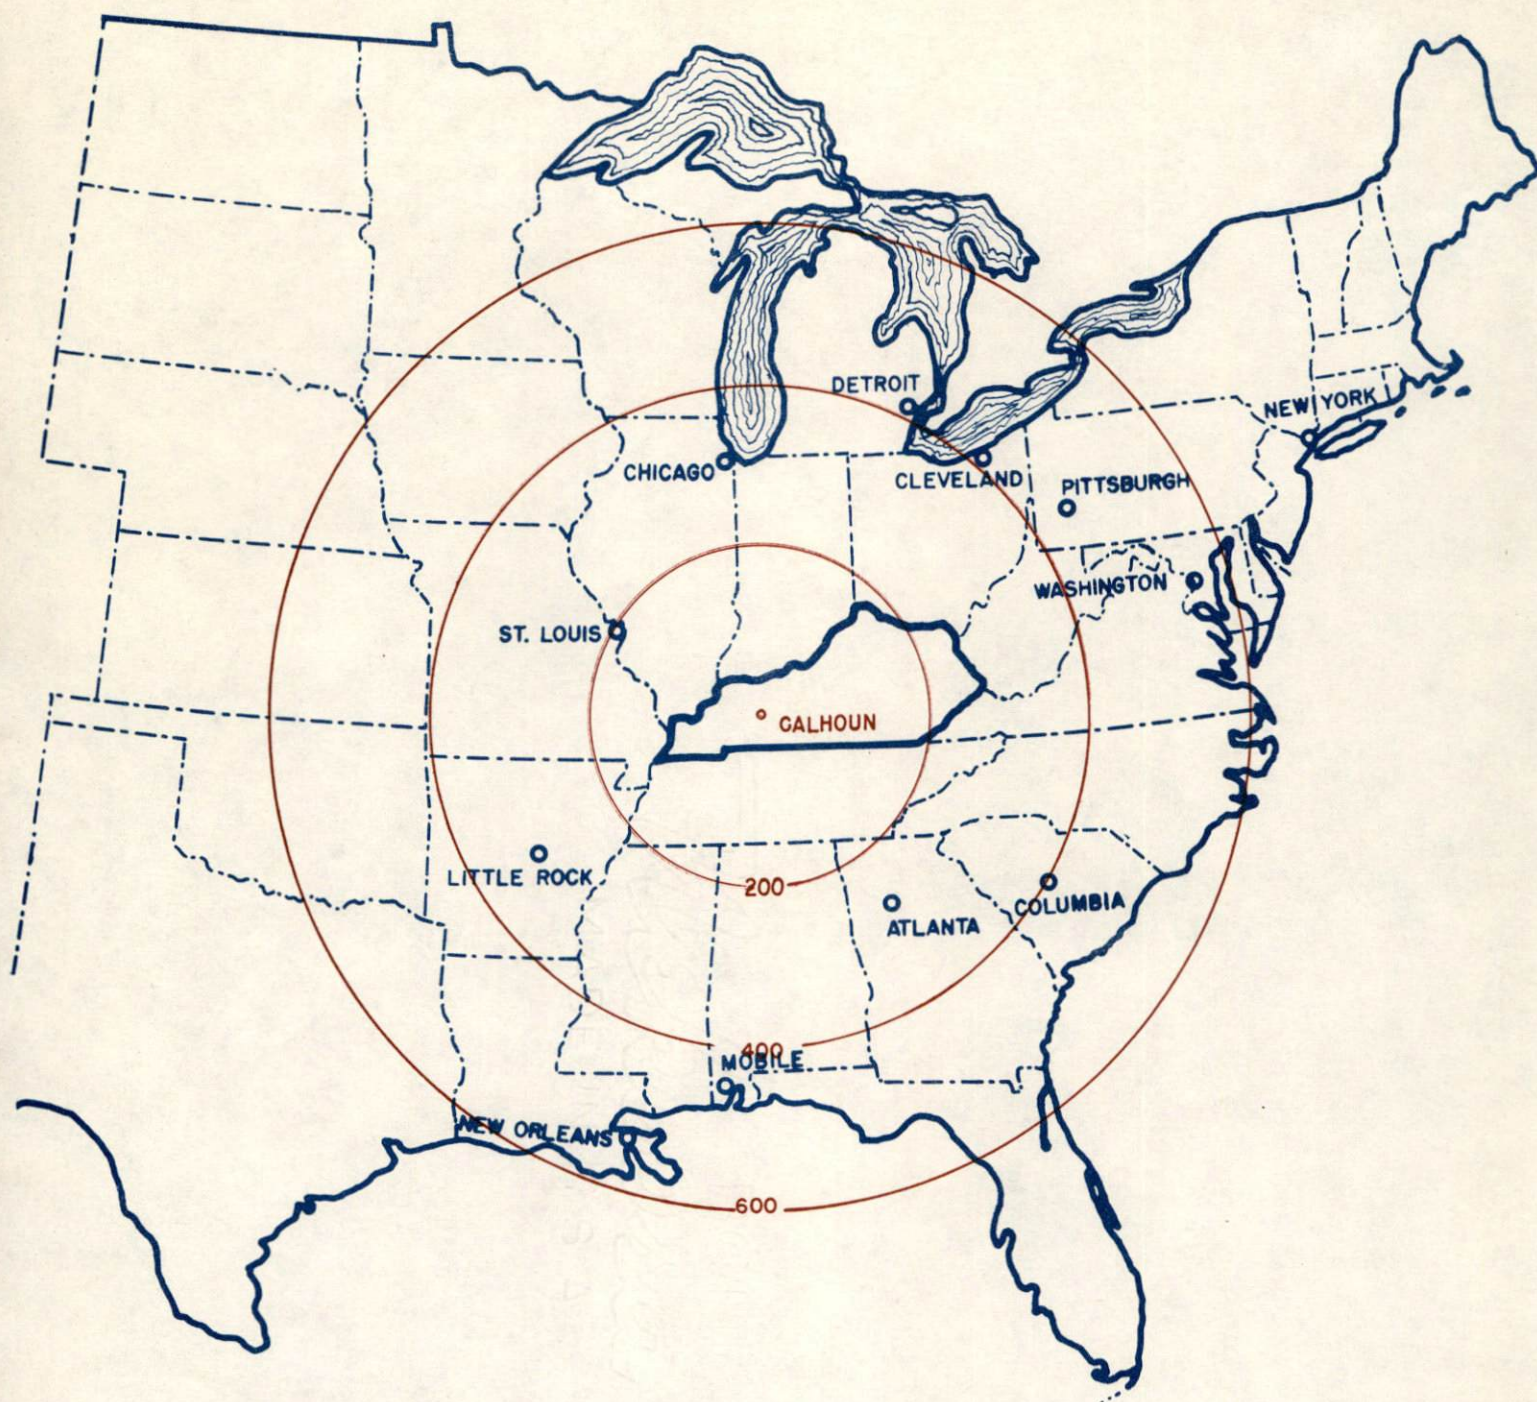 DETROIT
NEW YORK
CHICAGO
CLEVELAND
PITTSBURGH
WASHINGTON
ST. LOUIS
CALHOUN
LITTLE ROCK
200
COLUMBIA
ATLANTA
400
MOBILE
NEW ORLEANS
600